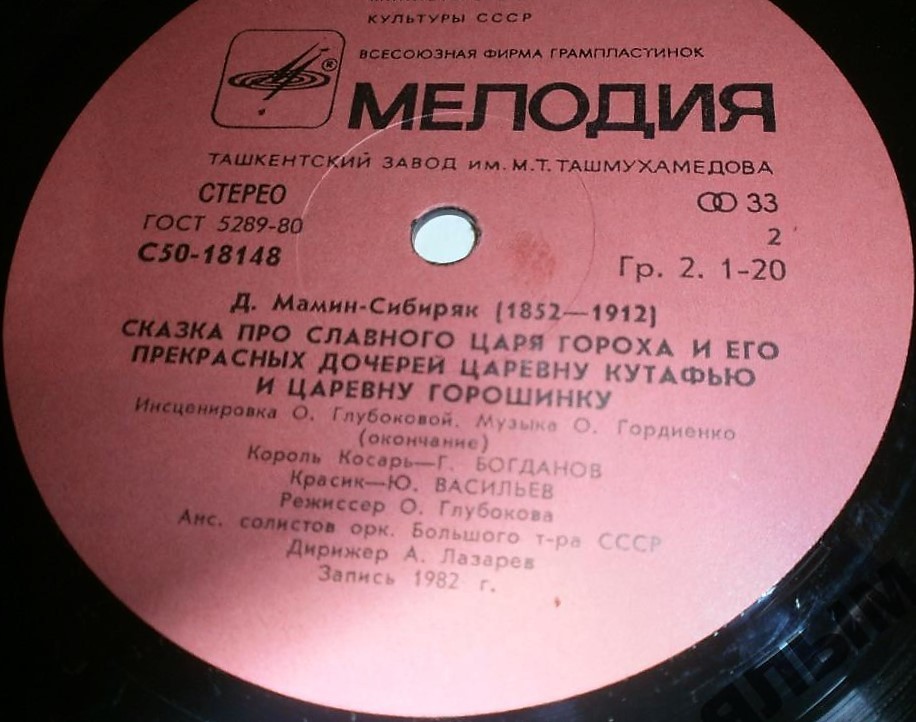 КУЛЬТУРЫ СССР
ВСЕСОЮЗНАЯ ФИРМА ГРАМПЛАСТИНОК
®
МЕЛОДИЯ
ТАШКЕНТСКИЙ ЗАВОД ИМ. М.Т. ТАШМУХАМЕДОВА
СТЕРЕО
ГОСТ 5289-80
С50-18148
33
2
Гр. 2. 1-20
Д. Мамин-Сибиряк (1852—1912)
СКАЗКА ПРО СЛАВНОГО ЦАРЯ ГОРОХА И ЕГО
ПРЕКРАСНЫХ ДОЧЕРЕЙ ЦАРЕВНУ КУТАФЬЮ
И ЦАРЕВНУ ГОРОШИНКУ
Инсценировка О. Глубоковой. Музыка О. Гордиенко
(окончание)
Король Косарь—Г. БОГДАНОВ
Красик—Ю. ВАСИЛЬЕВ
Режиссер О. Глубокова
Анс. солистов орк. Большого т-ра СССР
Дирижер А. Лазарев
Запись 1982 г.